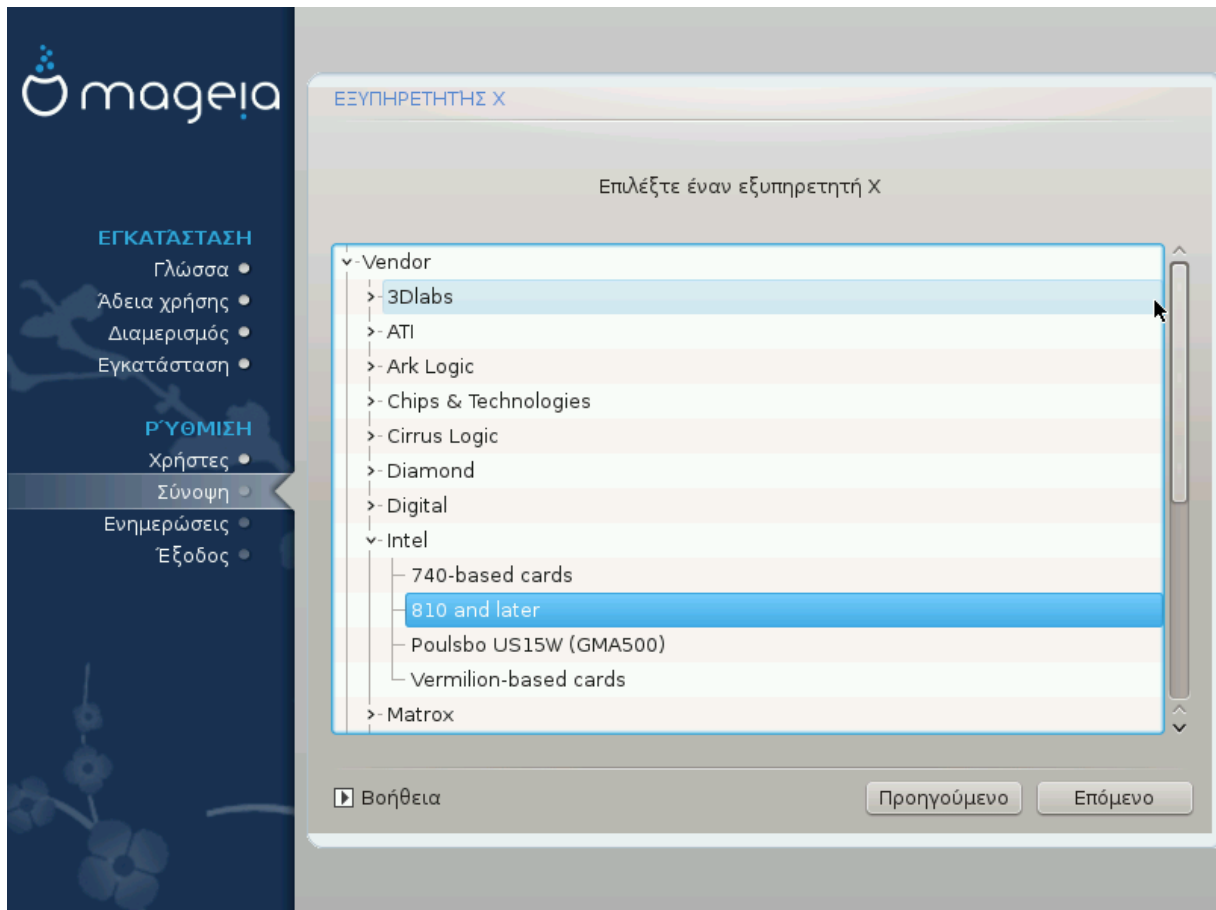 mageia
ΕΓΚΑΤΆΣΤΑΣΗ
Γλώσσα
Άδεια χρήσης
Διαμερισμός
Εγκατάσταση
ΡΎΘΜΙΣΗ
Χρήστες
Σύνοψη
Ενημερώσεις
Έξοδος
ΕΞΥΠΗΡΕΤΗΤΉΣ X
Επιλέξτε έναν εξυπηρετητή X
Vendor
3Dlabs
ATI
Ark Logic
Chips & Technologies
Cirrus Logic
Diamond
Digital
Intel
740-based cards
810 and later
Poulsbo US15W (GMA500)
Vermilion-based cards
Matrox
Βοήθεια
Προηγούμενο
Επόμενο